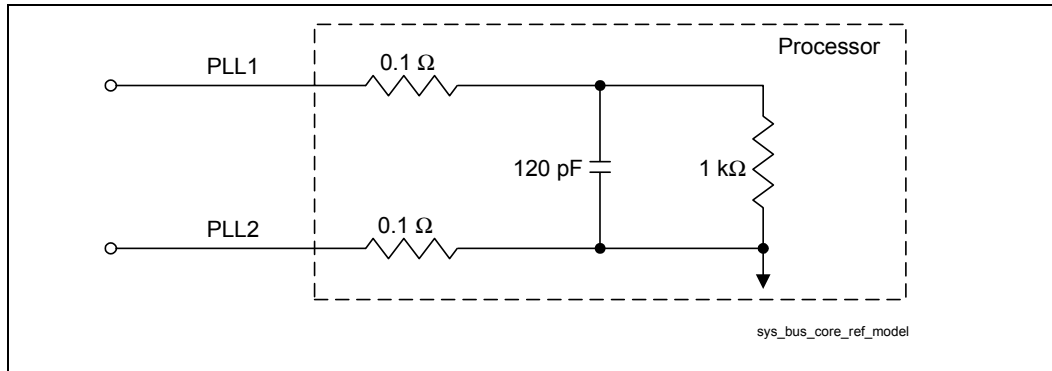 Processor
PLL1
0.1 Ω
120 pF
1 kΩ
PLL2
0.1 Ω
sys_bus_core_ref_model